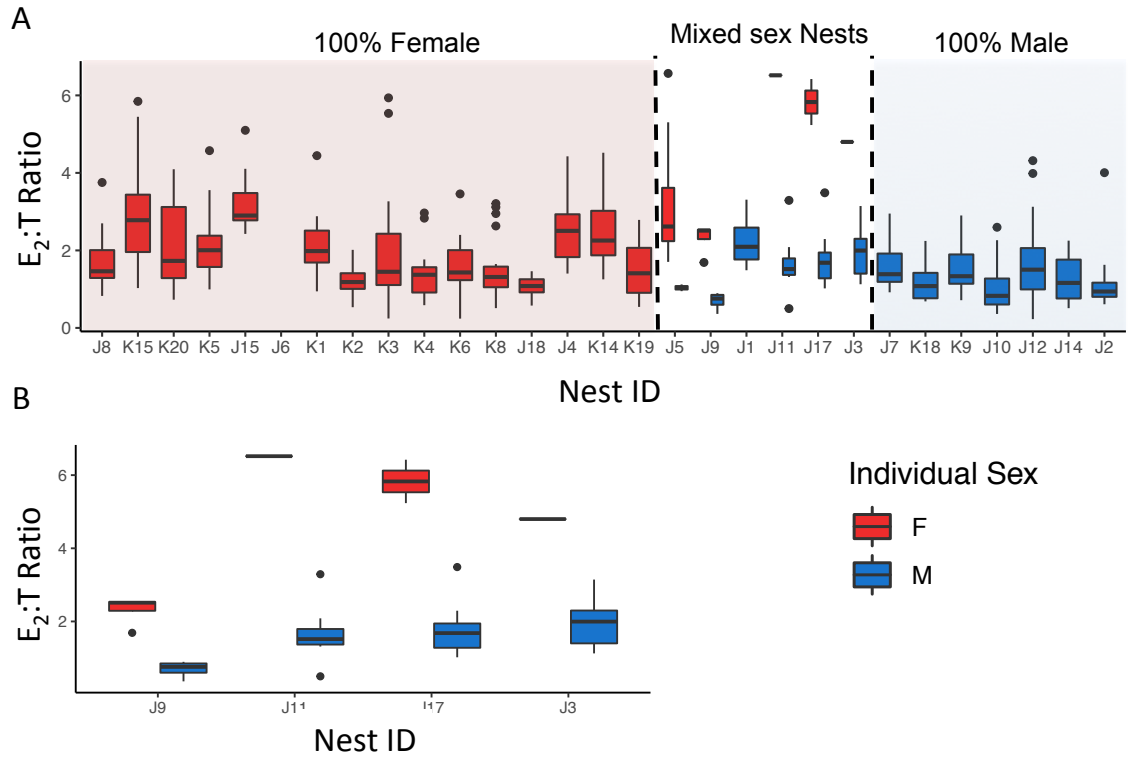 A
100% Female
Mixed sex Nests
100% Male
E2:T Ratio
6
4
2
0
J8 K15 K20 K5 J15 J6 K1 K2 K3 K4 K6 K8 J18 J4 K14 K19 J5 J9 J1 J11 J17 J3 J7 K18 K9 J10 J12 J14 J2
Nest ID
B
E2:T Ratio
6
4
2
J9 J11 J17 J3
Nest ID
Individual Sex
F
M